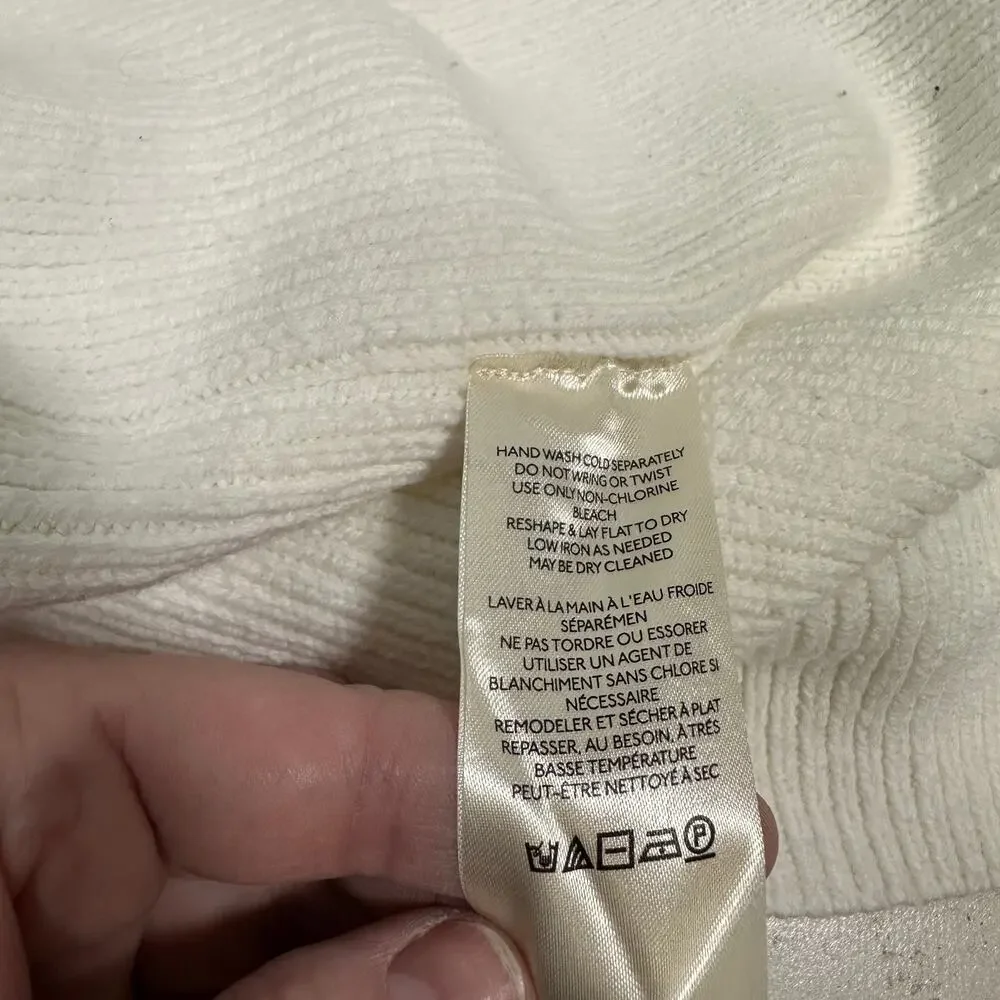 HAND WASH COLD SEPARATELY
DO NOT WRING OR TWIST
USE ONLY NON-CHLORINE
BLEACH
RESHAPE & LAY FLAT TO DRY
LOW IRON AS NEEDED
MAY BE DRY CLEANED
LAVER À LA MAIN À L'EAU FROIDE
SÉPARÉMEN
NE PAS TORDRE OU ESSORER
UTILISER UN AGENT DE
BLANCHIMENT SANS CHLORE SI
NÉCESSAIRE
REMODELER ET SÉCHER À PLAT
REPASSER, AU BESOIN, À TRÉS
BASSE TEMPÉRATURE
PEUT-ÊTRE NETTOYÉ À SEC
P